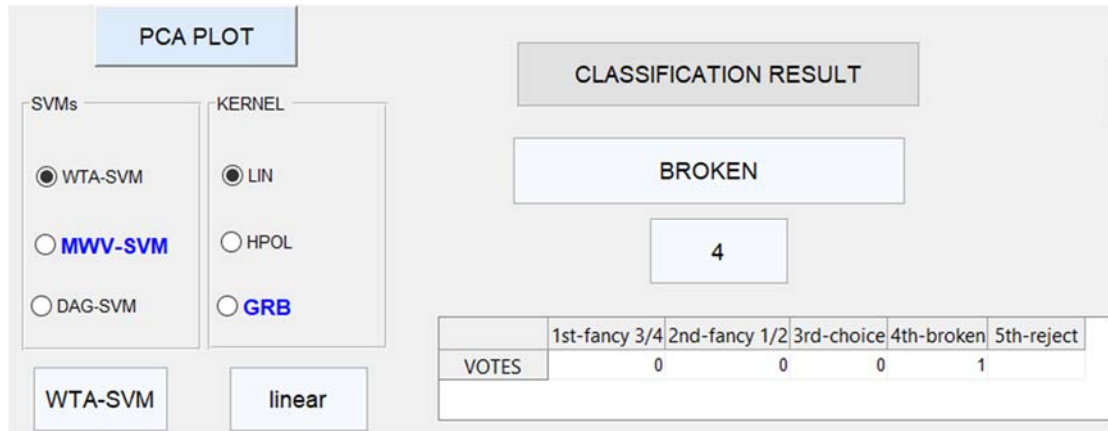 PCA PLOT
CLASSIFICATION RESULT
SVMs
WTA-SVM
MWV-SVM
DAG-SVM
KERNEL
LIN
HPOL
GRB
WTA-SVM
linear
BROKEN
4
1st-fancy 3/4 2nd-fancy 1/2 3rd-choice 4th-broken 5th-reject
VOTES 0 0 0 1